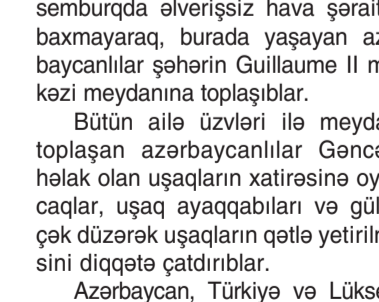 semburqda əlverişsiz hava şərait
baxmayaraq, burada yaşayan az
baycanlılar şəhərin Guillaume II m
kəzi meydanına toplaşıblar.
Bütün ailə üzvləri ilə meyda
toplaşan azərbaycanlılar Gəncə
həlak olan uşaqların xatirəsinə oy
caqlar, uşaq ayaqqabıları və gül
çək düzərək uşaqların qətlə yetirilm
sini diqqətə çatdırıblar.
Azərbaycan, Türkiyə və Lükse